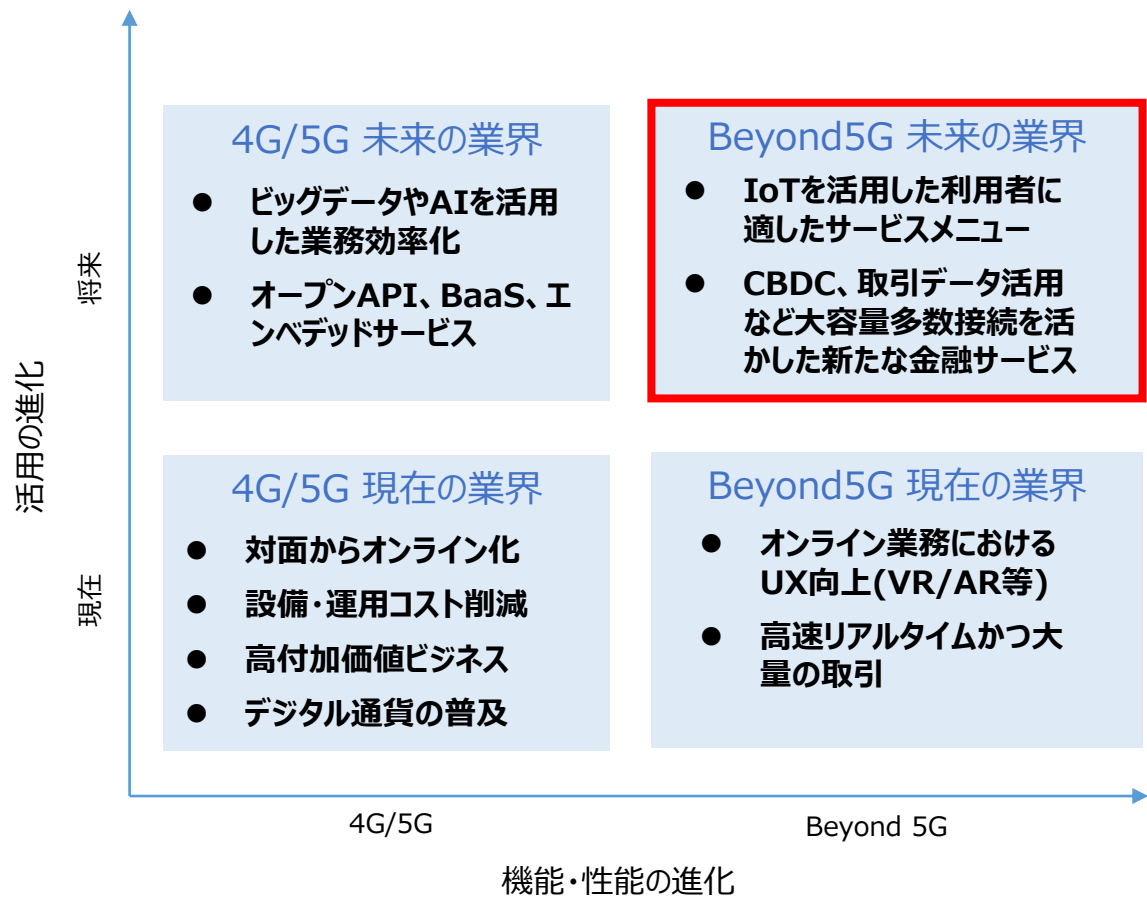 4G/5G 未来の業界
● ビッグデータやAIを活用
した業務効率化
● オープンAPI、BaaS、エ
ンベデッドサービス
Beyond5G 未来の業界
● IoTを活用した利用者に
適したサービスメニュー
● CBDC、取引データ活用
など大容量多数接続を活
かした新たな金融サービス
将来
活用の進化
現在
4G/5G 現在の業界
● 対面からオンライン化
● 設備・運用コスト削減
● 高付加価値ビジネス
● デジタル通貨の普及
Beyond5G 現在の業界
● オンライン業務における
UX向上(VR/AR等)
● 高速リアルタイムかつ大
量の取引
4G/5G
Beyond 5G
機能・性能の進化